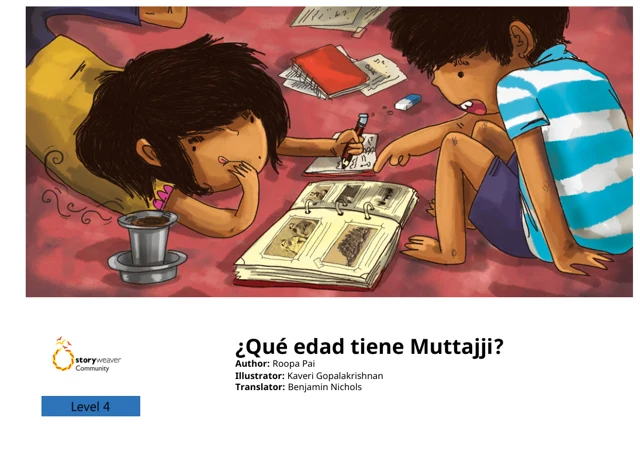 storyweaver
Community
Level 4
¿Qué edad tiene Muttajji?
Author: Roopa Pai
Illustrator: Kaveri Gopalakrishnan
Translator: Benjamin Nichols